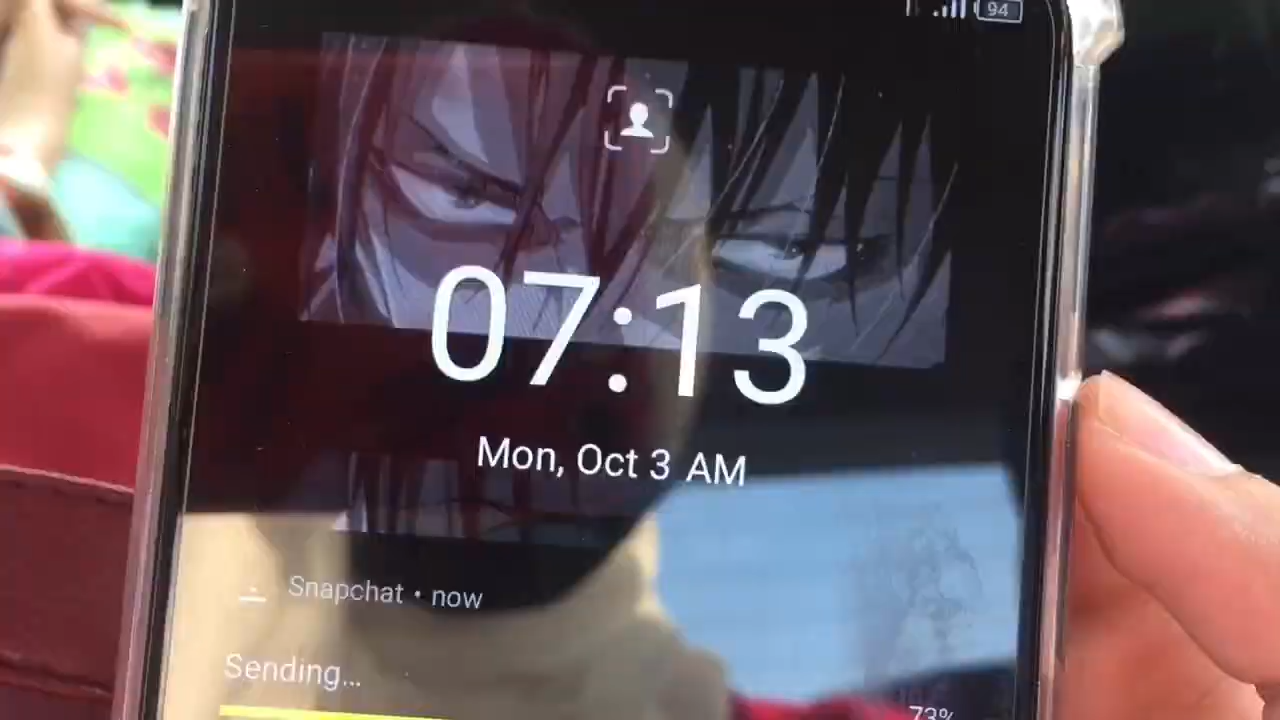 94
07:13
Mon, Oct 3 AM
Snapchat • now
Sending...
73%